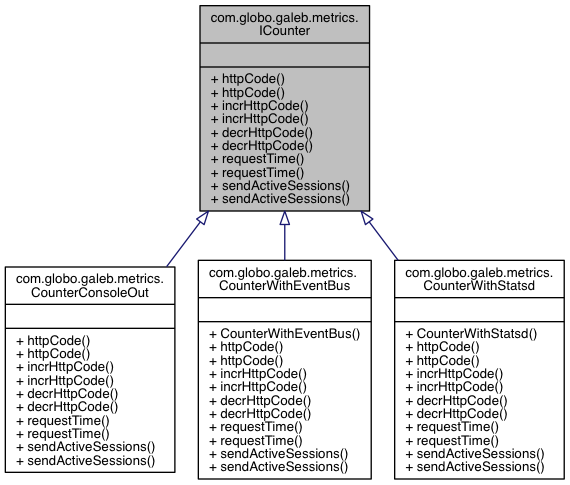 com.globo.galeb.metrics.
ICounter
+ httpCode()
+ httpCode()
+ incrHttpCode()
+ incrHttpCode()
+ decrHttpCode()
+ decrHttpCode()
+ requestTime()
+ requestTime()
+ sendActiveSessions()
+ sendActiveSessions()
com.globo.galeb.metrics.
CounterConsoleOut
+ httpCode()
+ httpCode()
+ incrHttpCode()
+ incrHttpCode()
+ decrHttpCode()
+ decrHttpCode()
+ requestTime()
+ requestTime()
+ sendActiveSessions()
+ sendActiveSessions()
com.globo.galeb.metrics.
CounterWithEventBus
+ CounterWithEventBus()
+ httpCode()
+ httpCode()
+ incrHttpCode()
+ incrHttpCode()
+ decrHttpCode()
+ decrHttpCode()
+ requestTime()
+ requestTime()
+ sendActiveSessions()
+ sendActiveSessions()
com.globo.galeb.metrics.
CounterWithStatsd
+ CounterWithStatsd()
+ httpCode()
+ httpCode()
+ incrHttpCode()
+ incrHttpCode()
+ decrHttpCode()
+ decrHttpCode()
+ requestTime()
+ requestTime()
+ sendActiveSessions()
+ sendActiveSessions()